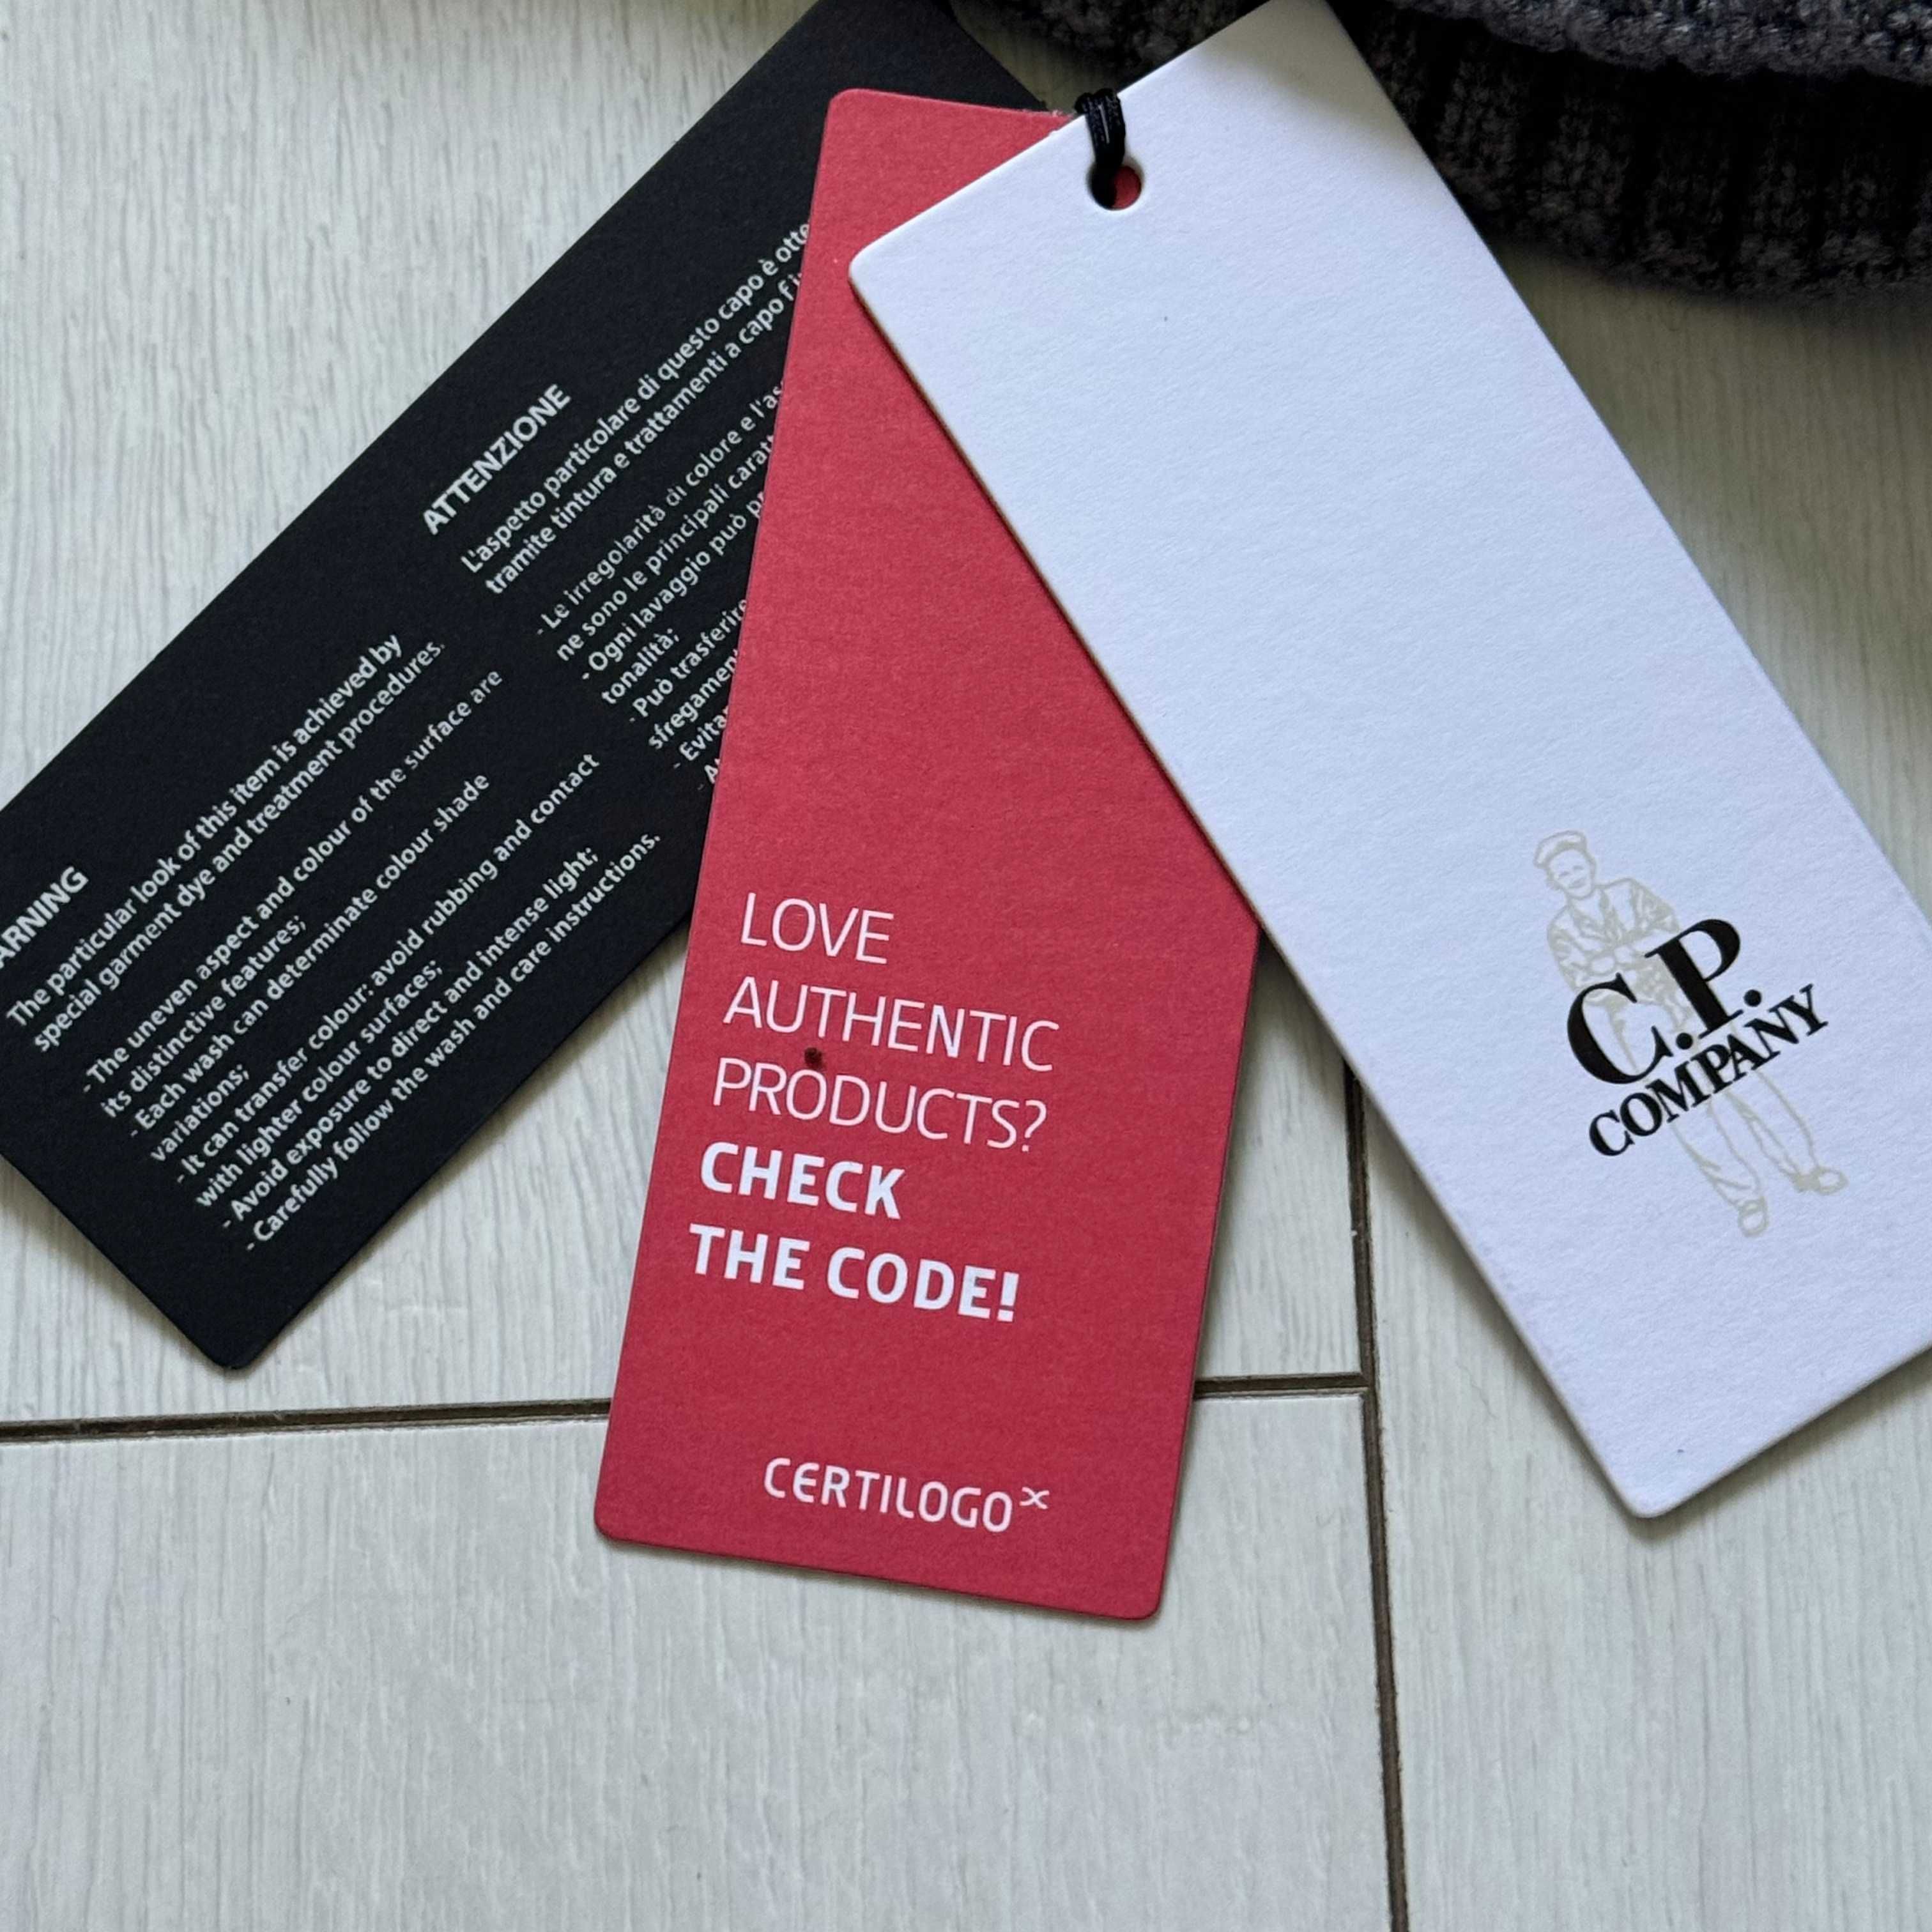 ARNING
The particular look of this item is achieved by
special garment dye and treatment procedures.
- The uneven aspect and colour of the surface are
its distinctive features;
- Each wash can determinate colour shade
variations;
- It can transfer colour: avoid rubbing and contact
with lighter colour surfaces;
- Avoid exposure to direct and intense light;
- Carefully follow the wash and care instructions.
ATTENZIONE
L'aspetto particolare di questo capo è otte
tramite tintura e trattamenti a capo fi
- Le irregolarità di colore e l'as
ne sono le principali caratt
- Ogni lavaggio può
tonalità;
- Può trasferire
sfregamen
- Evita
LOVE
AUTHENTIC
PRODUCTS?
CHECK
THE CODE!
CERTILOGO
C.P.
COMPANY